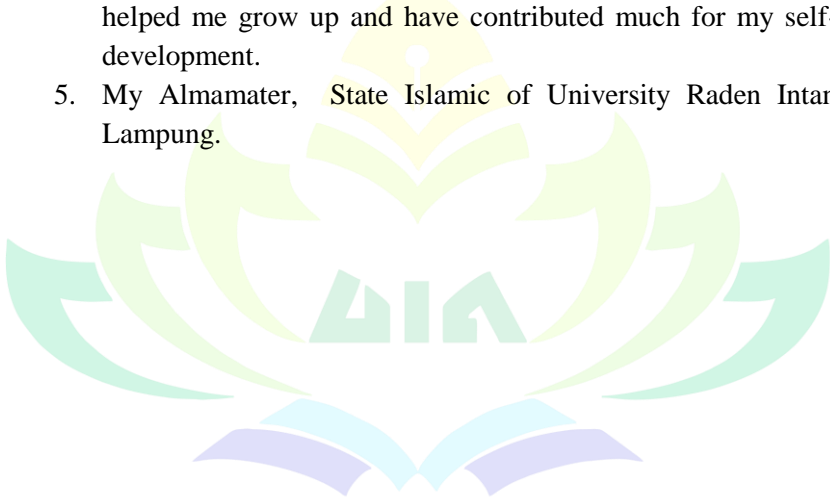 helped me grow up and have contributed much for my self-
development.
5. My Almamater, State Islamic of University Raden Intan
Lampung.
UIN